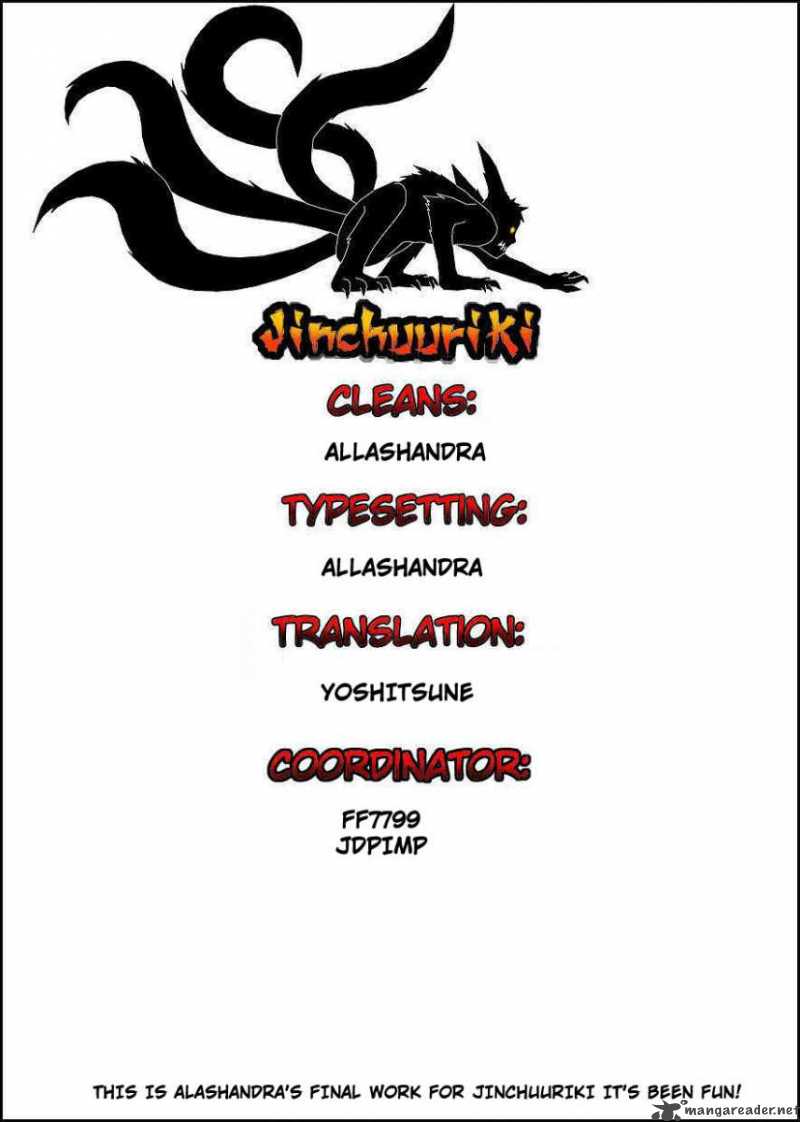 Jinchuuriki
CLEANS:
ALLASHANDRA
TYPESETTING:
ALLASHANDRA
TRANSLATION:
YOSHITSUNE
COORDINATOR:
FF7799
JDPIMP
THIS IS ALASHANDRA'S FINAL WORK FOR JINCHUURIKI IT'S BEEN FUN!
mangareader.net